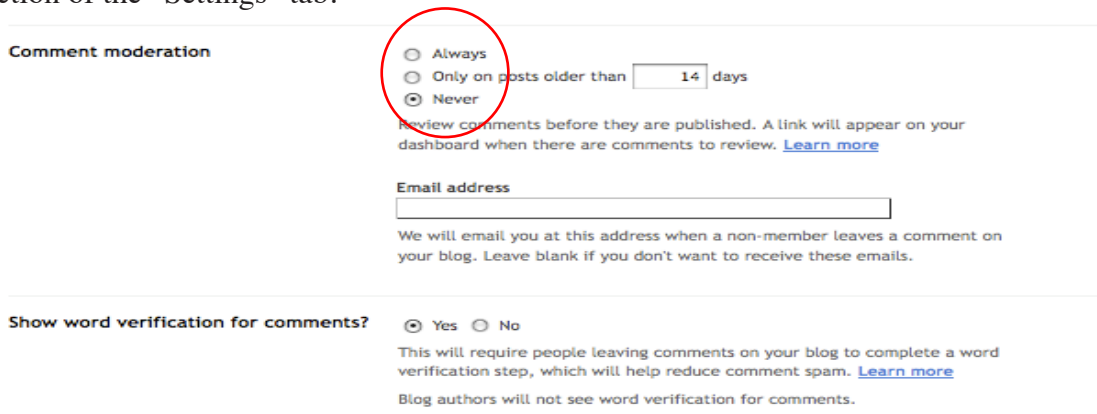 ction of the "Settings" tab:
Comment moderation
Always
Only on posts older than 14 days
Never
Review comments before they are published. A link will appear on your
dashboard when there are comments to review. Learn more
Email address
We will email you at this address when a non-member leaves a comment on
your blog. Leave blank if you don't want to receive these emails.
Show word verification for comments?
Yes No
This will require people leaving comments on your blog to complete a word
verification step, which will help reduce comment spam. Learn more
Blog authors will not see word verification for comments.